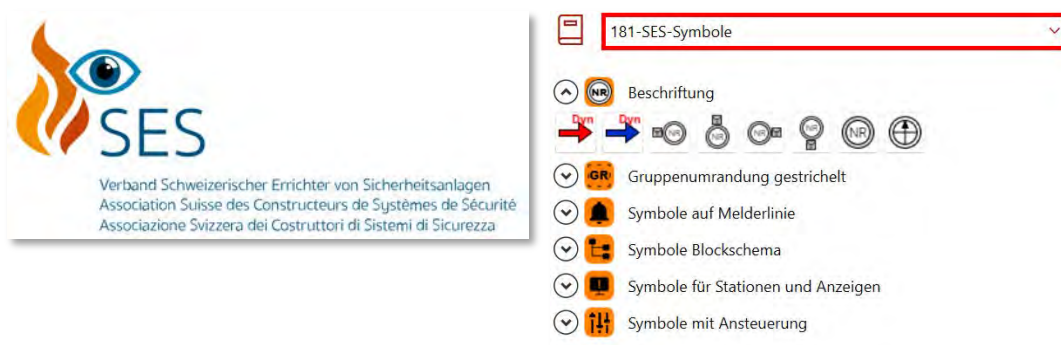 SES
Verband Schweizerischer Errichter von Sicherheitsanlagen
Association Suisse des Constructeurs de Systèmes de Sécurité
Associazione Svizzera dei Costruttori di Sistemi di Sicurezza
181-SES-Symbole
NR Beschriftung
Dyn Dyn NR NR NR NR NR
GR Gruppenumrandung gestrichelt
Symbole auf Melderlinie
Symbole Blockschema
Symbole für Stationen und Anzeigen
Symbole mit Ansteuerung